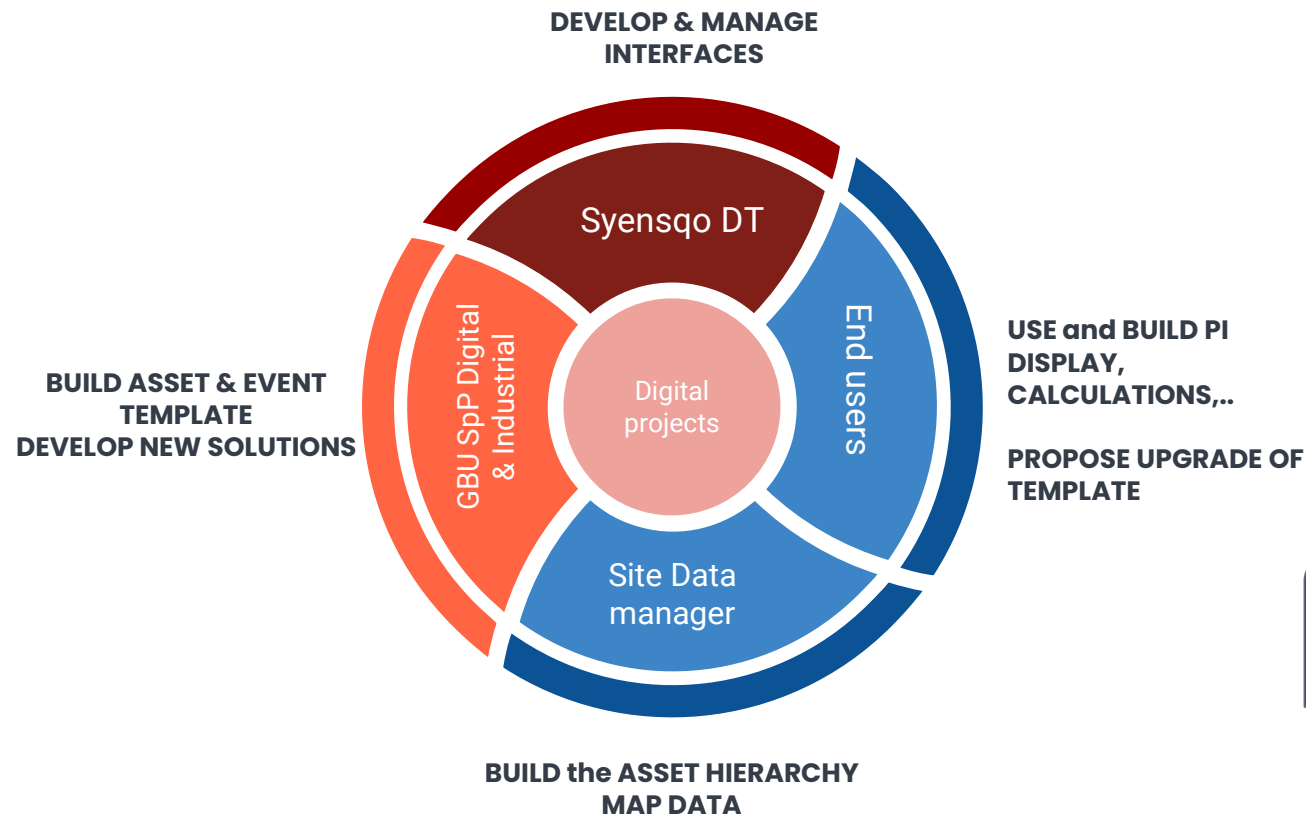 DEVELOP & MANAGE
INTERFACES
Syensqo DT
End users
USE and BUILD PI
DISPLAY,
CALCULATIONS,..
PROPOSE UPGRADE OF
TEMPLATE
BUILD ASSET & EVENT
TEMPLATE
DEVELOP NEW SOLUTIONS
GBU SpP Digital
& Industrial
Digital
projects
Site Data
manager
BUILD the ASSET HIERARCHY
MAP DATA